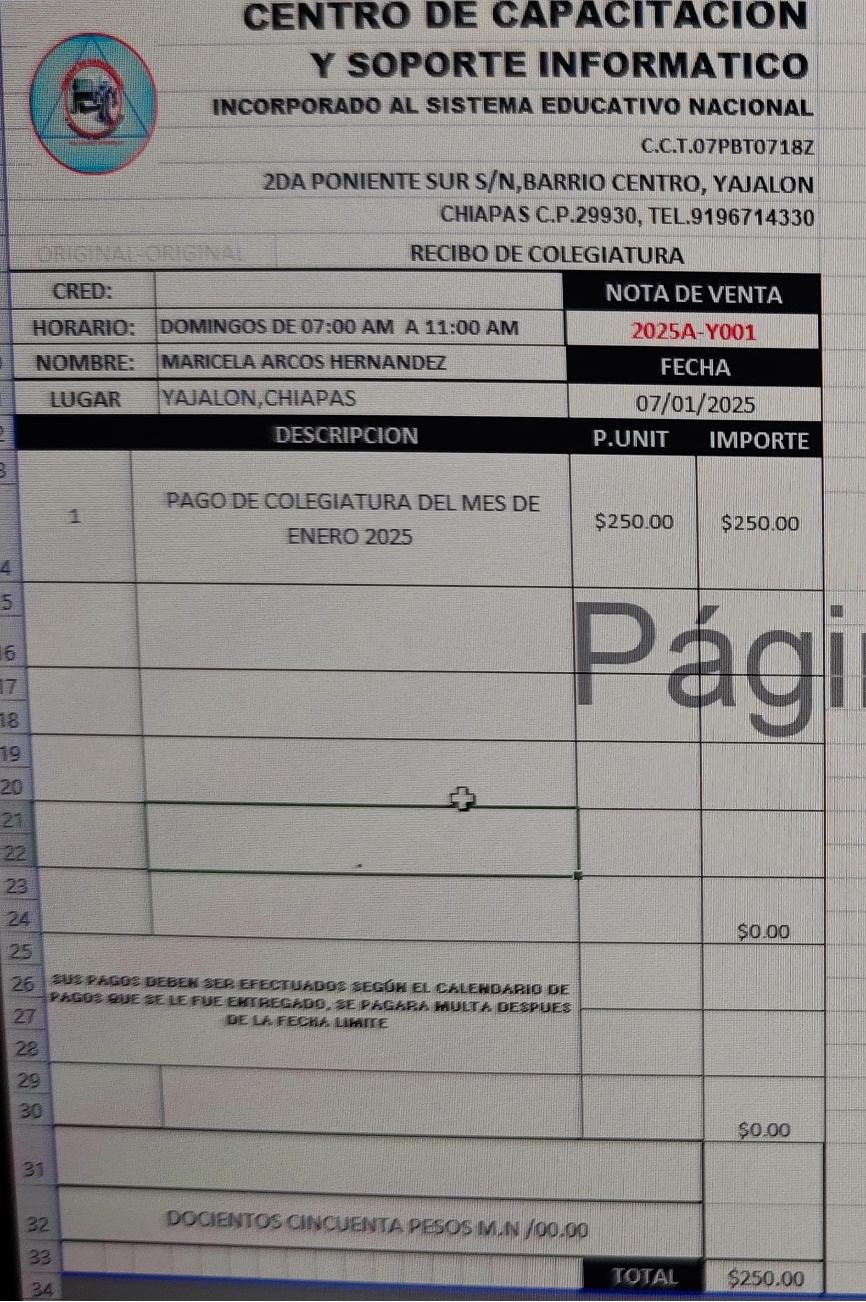 CENTRO DE CAPACITACION
Y SOPORTE INFORMATICO
INCORPORADO AL SISTEMA EDUCATIVO NACIONAL
C.C.T.07PBT0718Z
2DA PONIENTE SUR S/N,BARRIO CENTRO, YAJALON
CHIAPAS C.P.29930, TEL.9196714330
ORIGINAL-ORIGINAL RECIBO DE COLEGIATURA
CRED: NOTA DE VENTA
HORARIO: DOMINGOS DE 07:00 AM A 11:00 AM 2025A-Y001
NOMBRE: MARICELA ARCOS HERNANDEZ FECHA
LUGAR YAJALON,CHIAPAS 07/01/2025
DESCRIPCION P.UNIT IMPORTE
1 PAGO DE COLEGIATURA DEL MES DE ENERO 2025 $250.00 $250.00
Pági
16
17
18
19
20
21
22
23
24 $0.00
25
26 SUS PAGOS DEBEN SER EFECTUADOS SEGÚN EL CALENDARIO DE
PAGOS QUE SE LE FUE ENTREGADO, SE PAGARA MULTA DESPUES
27 DE LA FECHA LIMITE
28
29
30 $0.00
31
32 DOCIENTOS CINCUENTA PESOS M.N /00.00
33
TOTAL $250.00
34